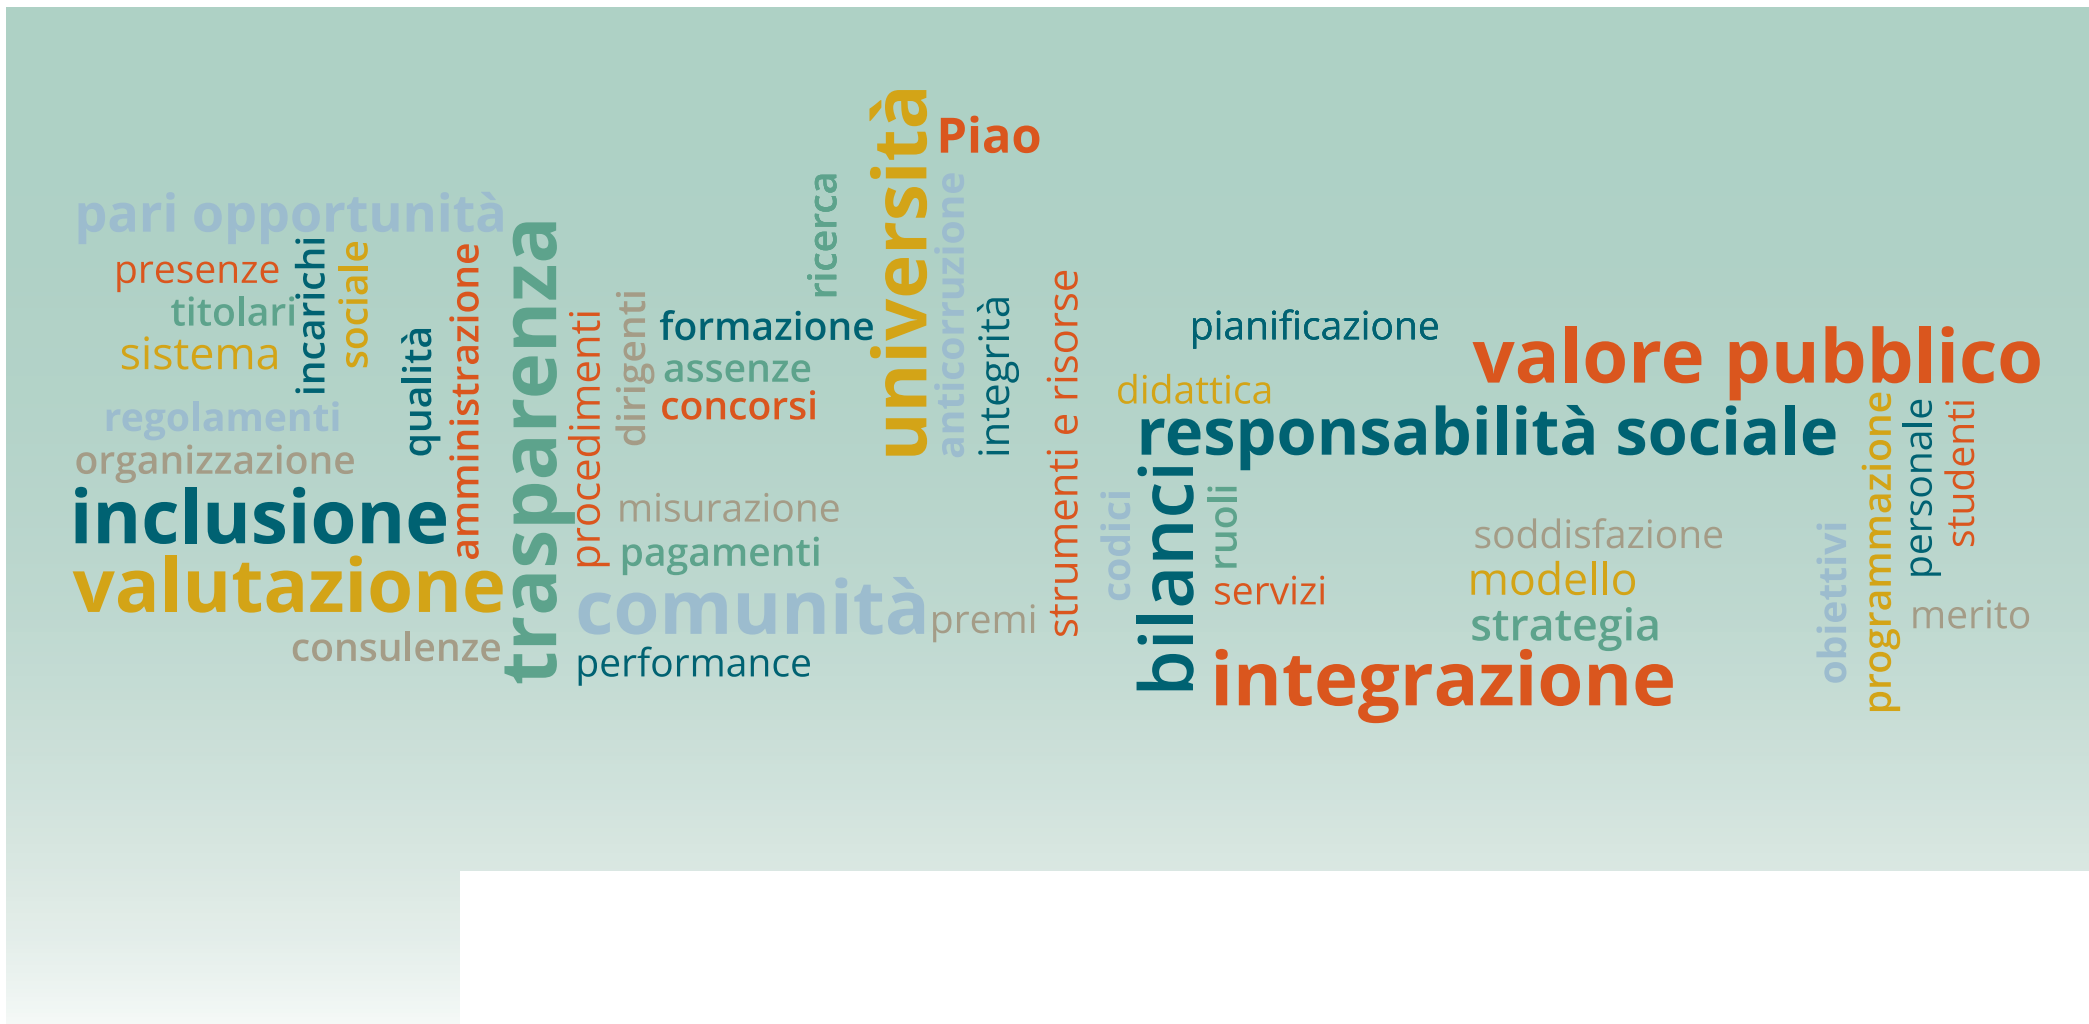 pari opportunità
presenze
titolari
sistema
incarichi
sociale
qualità
amministrazione
regolamenti
organizzazione
inclusione
valutazione
consulenze
trasparenza
procedimenti
dirigenti
formazione
assenze
concorsi
misurazione
pagamenti
comunità
performance
premi
ricerca
università
Piao
anticorruzione
integrità
strumenti e risorse
pianificazione
didattica
valore pubblico
responsabilità sociale
codici
bilanci
ruoli
servizi
soddisfazione
modello
strategia
integrazione
obiettivi
programmazione
personale
studenti
merito